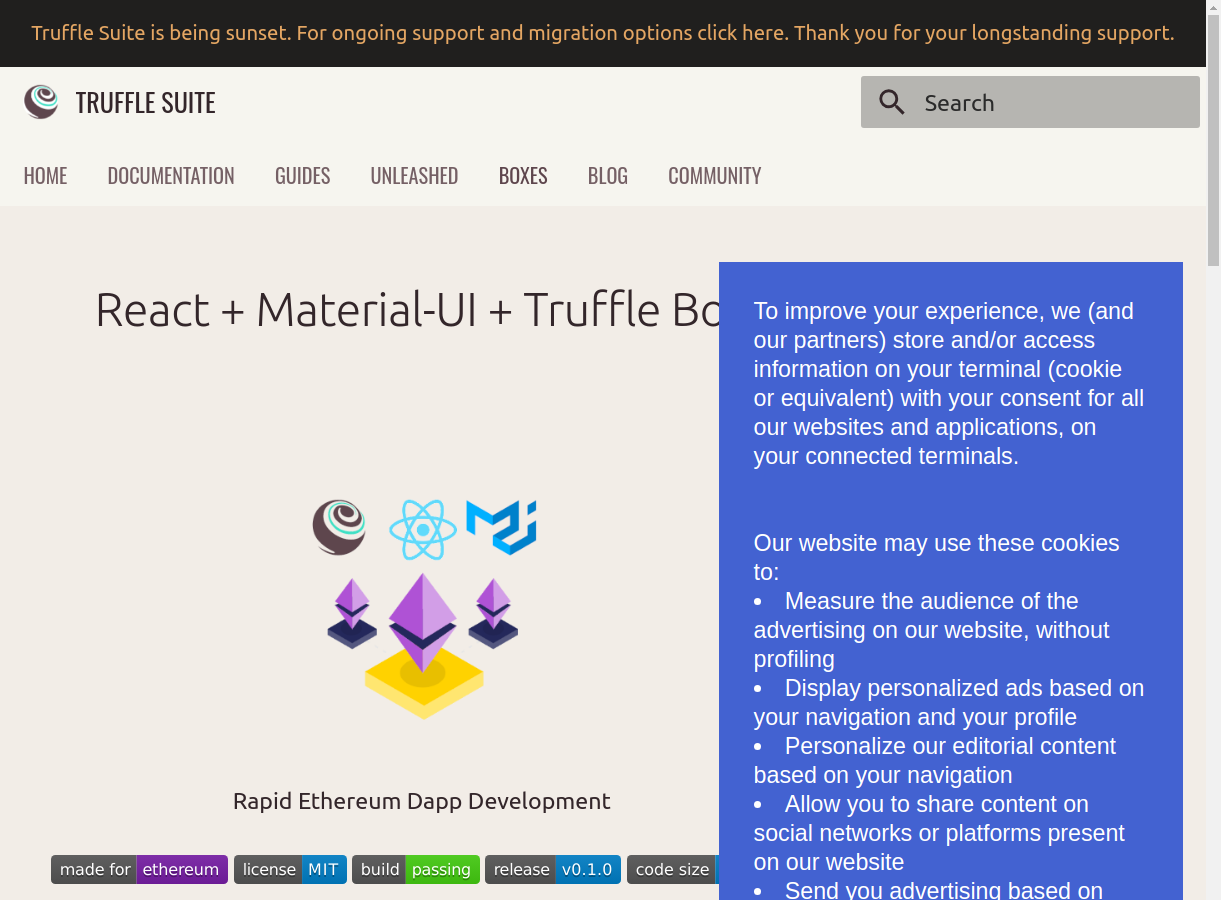 Truffle Suite is being sunset. For ongoing support and migration options click here. Thank you for your longstanding support.
TRUFFLE SUITE
Search
HOME DOCUMENTATION GUIDES UNLEASHED BOXES BLOG COMMUNITY
React + Material-UI + Truffle Bo
To improve your experience, we (and
our partners) store and/or access
information on your terminal (cookie
or equivalent) with your consent for all
our websites and applications, on
your connected terminals.
Our website may use these cookies
to:
• Measure the audience of the
advertising on our website, without
profiling
• Display personalized ads based on
your navigation and your profile
• Personalize our editorial content
based on your navigation
• Allow you to share content on
social networks or platforms present
on our website
• Send you advertising based on
Rapid Ethereum Dapp Development
made for ethereum license MIT build passing release v0.1.0 code size